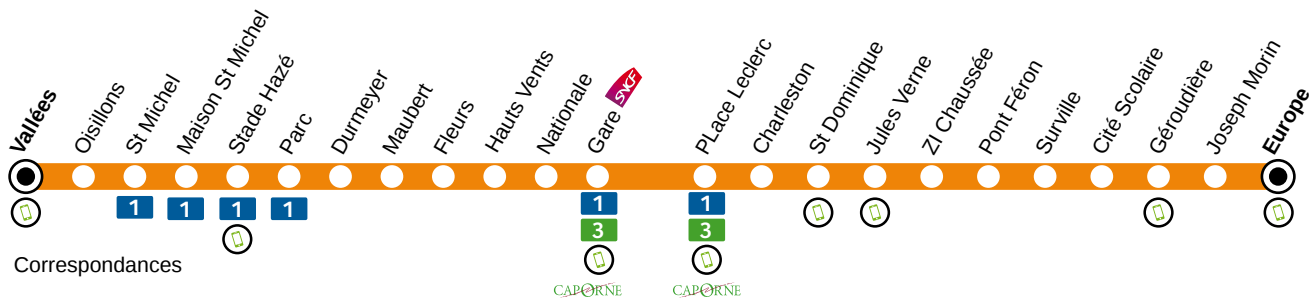 Vallées
Oisillons
St Michel
Maison St Michel
Stade Hazé
Parc
Durmeyer
Maubert
Fleurs
Hauts Vents
Nationale
Gare SNCF
PLace Leclerc
Charleston
St Dominique
Jules Verne
ZI Chaussée
Pont Féron
Surville
Cité Scolaire
Géroudière
Joseph Morin
Europe
1 1 1 1 1 1
3 3
Correspondances
CAPORNE CAPORNE